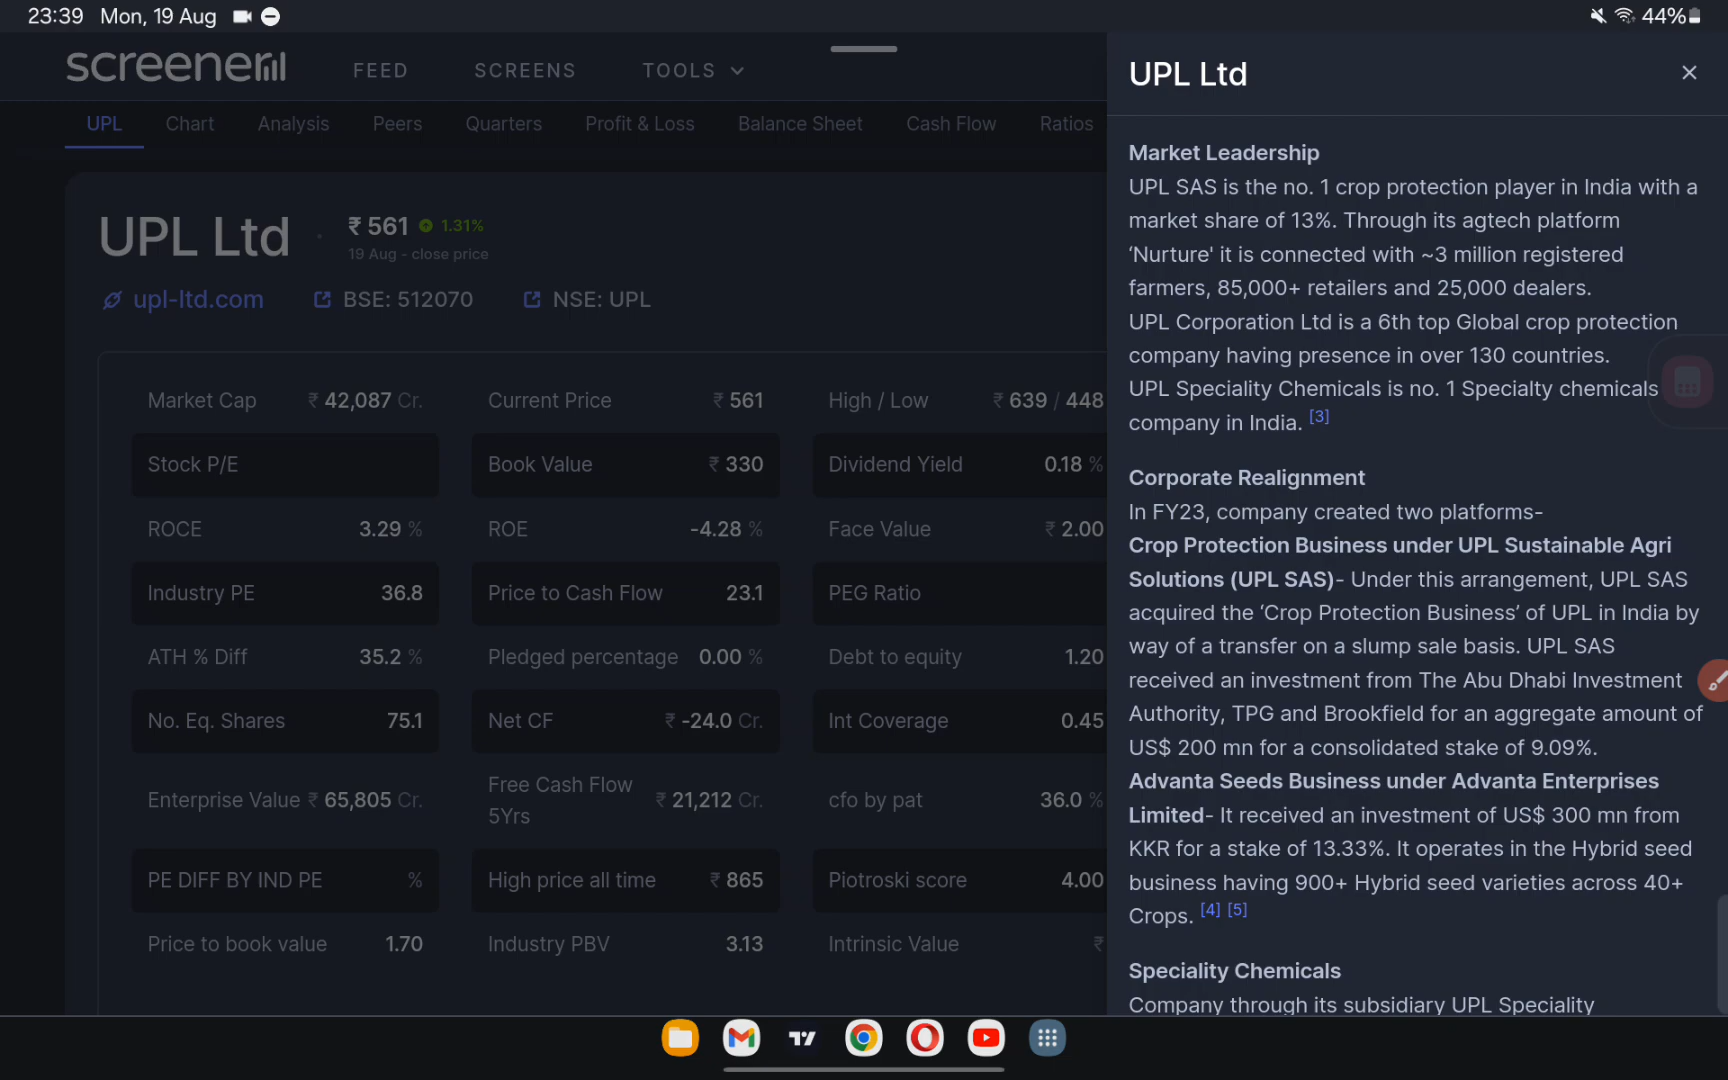 23:39 Mon, 19 Aug
44%
screener
FEED
SCREENS
TOOLS
UPL
Chart
Analysis
Peers
Quarters
Profit & Loss
Balance Sheet
Cash Flow
Ratios
UPL Ltd
₹ 561 1.31%
19 Aug - close price
upl-ltd.com
BSE: 512070
NSE: UPL
Market Cap ₹ 42,087 Cr.
Current Price ₹ 561
High / Low ₹ 639 / 448
Stock P/E
Book Value ₹ 330
Dividend Yield 0.18 %
ROCE 3.29 %
ROE -4.28 %
Face Value ₹ 2.00
Industry PE 36.8
Price to Cash Flow 23.1
PEG Ratio
ATH % Diff 35.2 %
Pledged percentage 0.00 %
Debt to equity 1.20
No. Eq. Shares 75.1
Net CF ₹ -24.0 Cr.
Int Coverage 0.45
Enterprise Value ₹ 65,805 Cr.
Free Cash Flow
5Yrs
₹ 21,212 Cr.
cfo by pat 36.0 %
PE DIFF BY IND PE %
High price all time ₹ 865
Piotroski score 4.00
Price to book value 1.70
Industry PBV 3.13
Intrinsic Value ₹
UPL Ltd
Market Leadership
UPL SAS is the no. 1 crop protection player in India with a
market share of 13%. Through its agtech platform
‘Nurture' it is connected with ~3 million registered
farmers, 85,000+ retailers and 25,000 dealers.
UPL Corporation Ltd is a 6th top Global crop protection
company having presence in over 130 countries.
UPL Speciality Chemicals is no. 1 Specialty chemicals
company in India. [3]
Corporate Realignment
In FY23, company created two platforms-
Crop Protection Business under UPL Sustainable Agri
Solutions (UPL SAS)- Under this arrangement, UPL SAS
acquired the ‘Crop Protection Business’ of UPL in India by
way of a transfer on a slump sale basis. UPL SAS
received an investment from The Abu Dhabi Investment
Authority, TPG and Brookfield for an aggregate amount of
US$ 200 mn for a consolidated stake of 9.09%.
Advanta Seeds Business under Advanta Enterprises
Limited- It received an investment of US$ 300 mn from
KKR for a stake of 13.33%. It operates in the Hybrid seed
business having 900+ Hybrid seed varieties across 40+
Crops. [4] [5]
Speciality Chemicals
Company through its subsidiary UPL Speciality